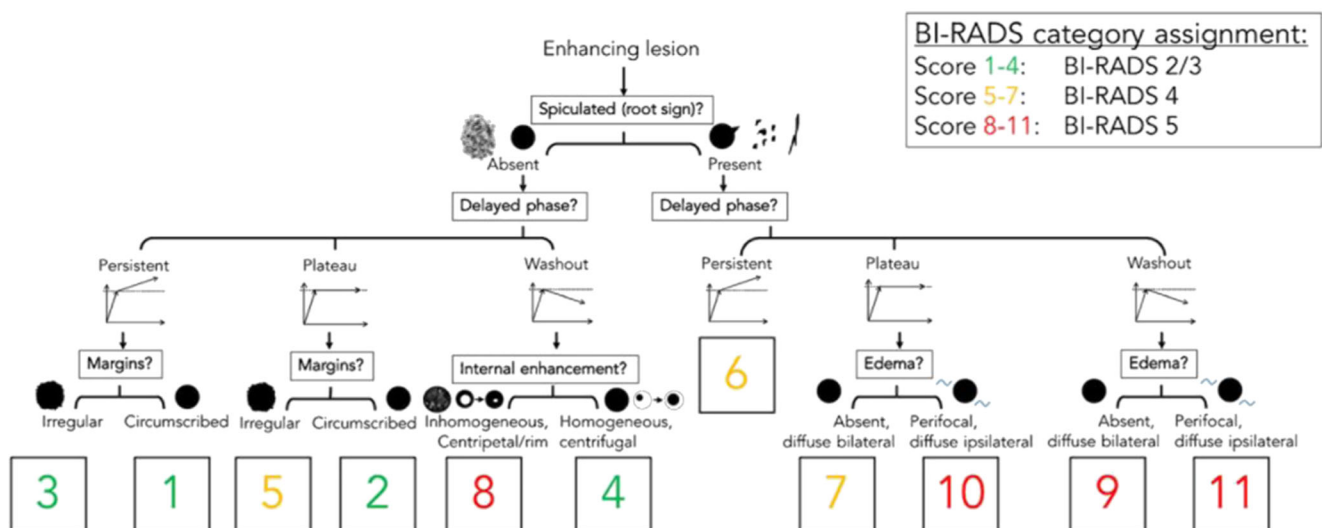 BI-RADS category assignment:
Score 1-4: BI-RADS 2/3
Score 5-7: BI-RADS 4
Score 8-11: BI-RADS 5
Enhancing lesion
Spiculated (root sign)?
Absent Present
Delayed phase? Delayed phase?
Persistent Plateau Washout Persistent Plateau Washout
Margins? Margins? Internal enhancement? Edema? Edema?
Irregular Circumscribed Irregular Circumscribed Inhomogeneous, Homogeneous, Absent, Perifocal, Absent, Perifocal,
Centripetal/rim centrifugal diffuse bilateral diffuse ipsilateral diffuse bilateral diffuse ipsilateral
3 1 5 2 8 4 6 7 10 9 11